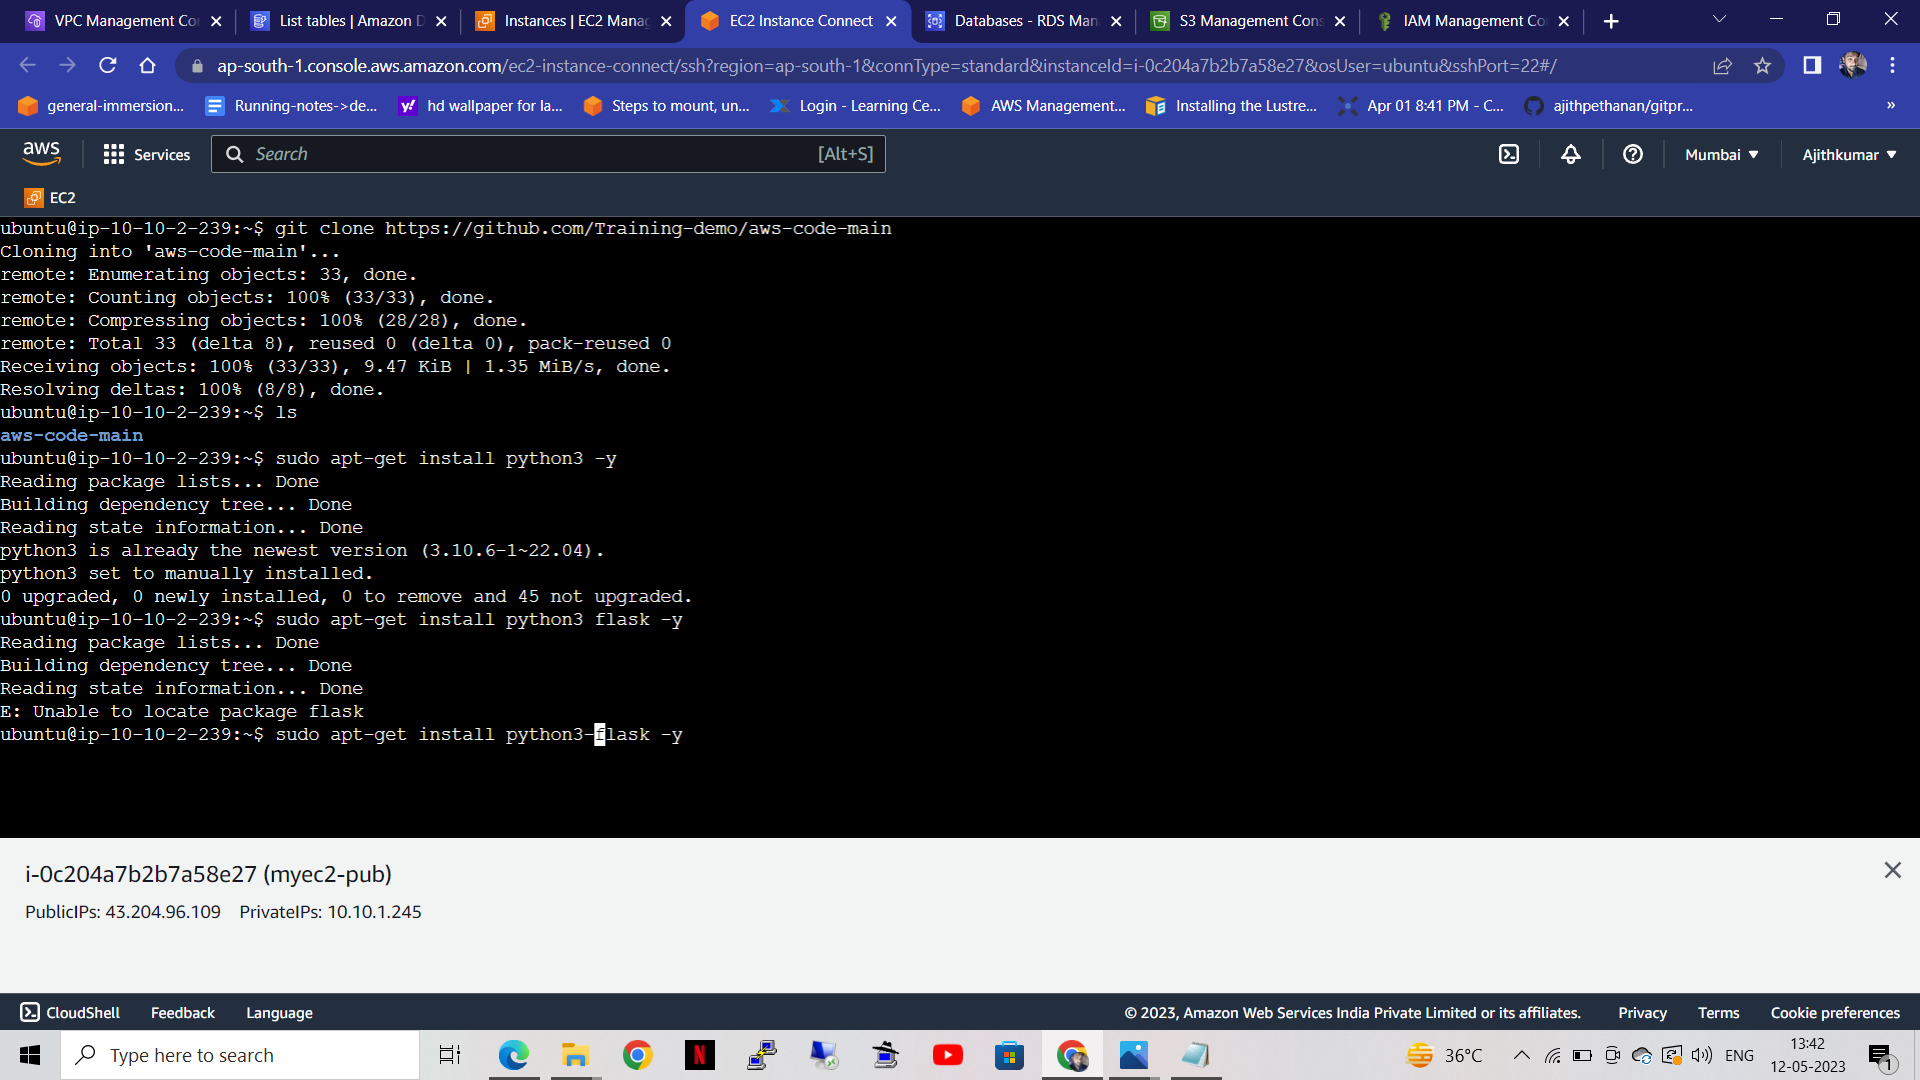 VPC Management Co
List tables | Amazon D
Instances | EC2 Manag
EC2 Instance Connect
Databases - RDS Man
S3 Management Cons
IAM Management Co
ap-south-1.console.aws.amazon.com/ec2-instance-connect/ssh?region=ap-south-1&connType=standard&instanceId=i-0c204a7b2b7a58e27&osUser=ubuntu&sshPort=22#/
general-immersion...
Running-notes->de...
hd wallpaper for la...
Steps to mount, un...
Login - Learning Ce...
AWS Management...
Installing the Lustre...
Apr 01 8:41 PM - C...
ajithpethanan/gitpr...
»
aws
Services
Search
[Alt+S]
Mumbai
Ajithkumar
EC2
ubuntu@ip-10-10-2-239:~$ git clone https://github.com/Training-demo/aws-code-main
Cloning into 'aws-code-main'...
remote: Enumerating objects: 33, done.
remote: Counting objects: 100% (33/33), done.
remote: Compressing objects: 100% (28/28), done.
remote: Total 33 (delta 8), reused 0 (delta 0), pack-reused 0
Receiving objects: 100% (33/33), 9.47 KiB | 1.35 MiB/s, done.
Resolving deltas: 100% (8/8), done.
ubuntu@ip-10-10-2-239:~$ ls
aws-code-main
ubuntu@ip-10-10-2-239:~$ sudo apt-get install python3 -y
Reading package lists... Done
Building dependency tree... Done
Reading state information... Done
python3 is already the newest version (3.10.6-1~22.04).
python3 set to manually installed.
0 upgraded, 0 newly installed, 0 to remove and 45 not upgraded.
ubuntu@ip-10-10-2-239:~$ sudo apt-get install python3 flask -y
Reading package lists... Done
Building dependency tree... Done
Reading state information... Done
E: Unable to locate package flask
ubuntu@ip-10-10-2-239:~$ sudo apt-get install python3-flask -y
i-0c204a7b2b7a58e27 (myec2-pub)
PublicIPs: 43.204.96.109 PrivateIPs: 10.10.1.245
CloudShell
Feedback
Language
© 2023, Amazon Web Services India Private Limited or its affiliates.
Privacy
Terms
Cookie preferences
Type here to search
N
36°C
ENG
13:42
12-05-2023
1